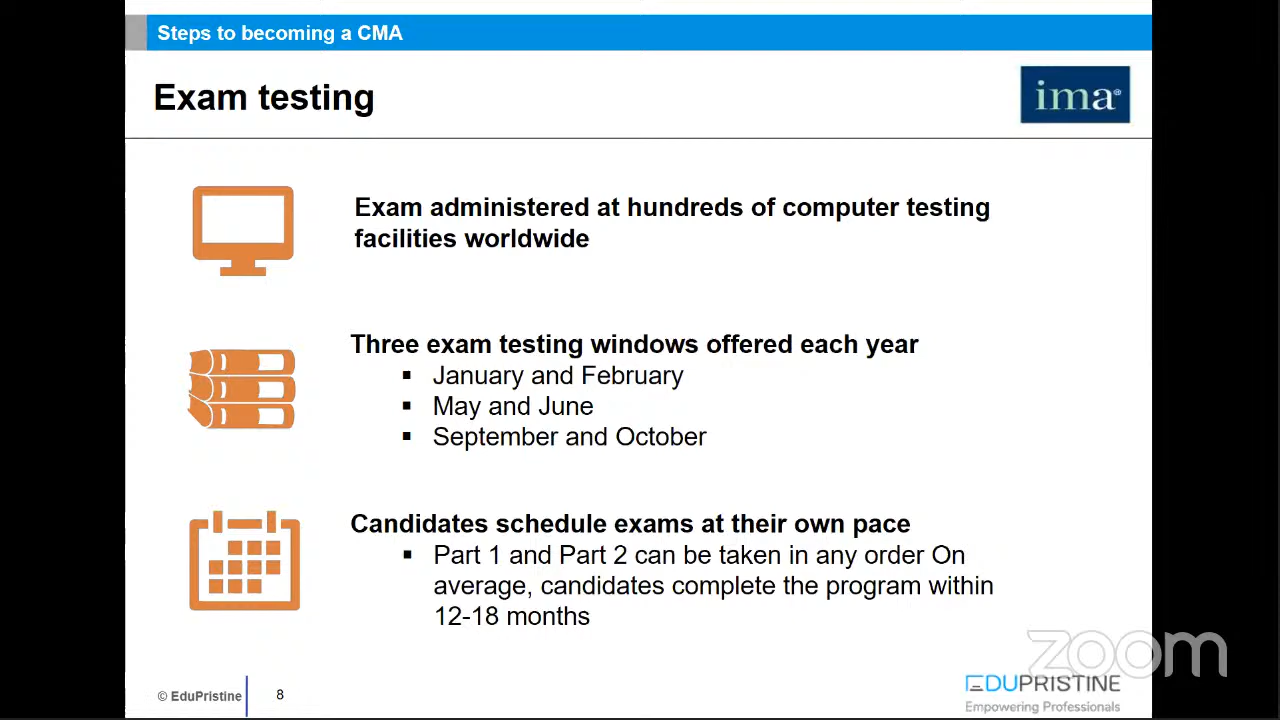 Steps to becoming a CMA
Exam testing
ima®
Exam administered at hundreds of computer testing
facilities worldwide
Three exam testing windows offered each year
▪ January and February
▪ May and June
▪ September and October
Candidates schedule exams at their own pace
▪ Part 1 and Part 2 can be taken in any order On
average, candidates complete the program within
12-18 months
zoom
© EduPristine
8
EDUPRISTINE
Empowering Professionals